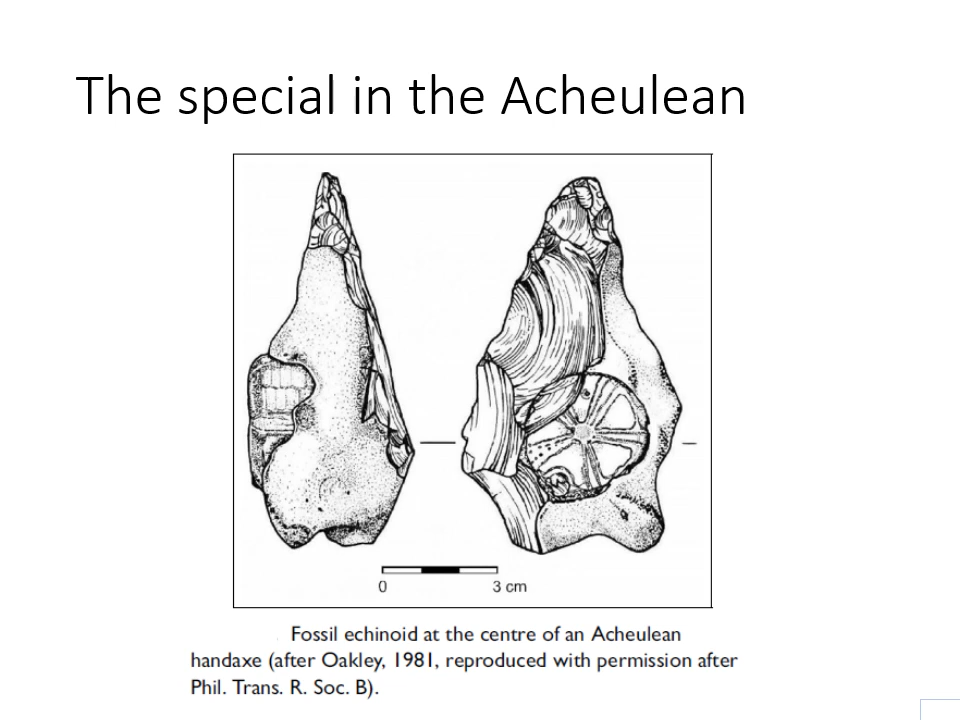 The special in the Acheulean
0 3 cm
Fossil echinoid at the centre of an Acheulean
handaxe (after Oakley, 1981, reproduced with permission after
Phil. Trans. R. Soc. B).